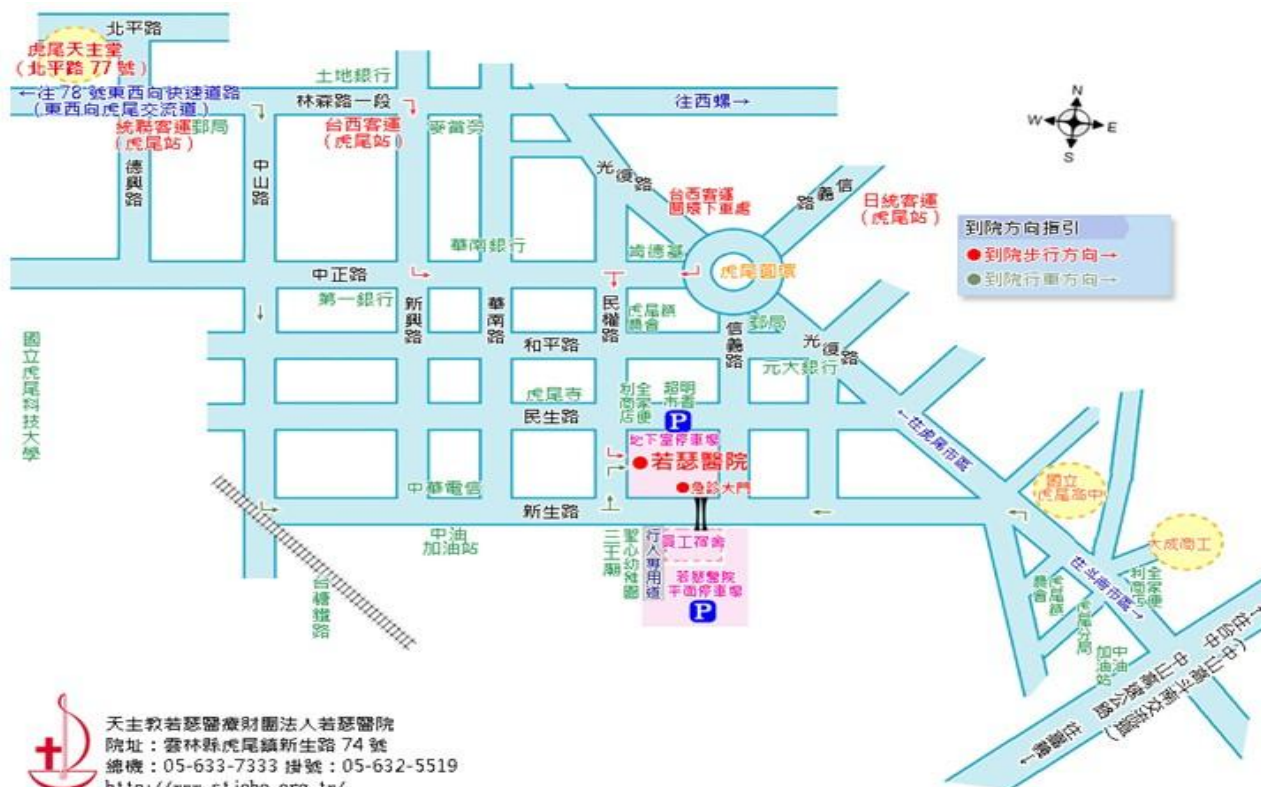 北平路
虎尾天主堂
(北平路 77 號)
←往 78 號東西向快速道路
(東西向虎尾交流道)
土地銀行
林森路一段
往西螺→
統聯客運
(虎尾站)
郵局
台西客運
(虎尾站)
麥當勞
德興路
中山路
光復路
台西客運
圓環下車處
信義路
日統客運
(虎尾站)
N
W
E
S
到院方向指引
●到院步行方向→
●到院行車方向→
華南銀行
肯德基
中正路
虎尾圓環
第一銀行
新興路
華南路
民權路
虎尾鎮
農會
信義路
郵局
光復路
和平路
元大銀行
國立虎尾科技大學
虎尾寺
全家便
利商店
明書
超市
民生路
P
地下室停車場
若瑟醫院
急診大門
←往虎尾市區
國立
虎尾高中
中華電信
新生路
中油
加油站
三王廟
聖心幼稚園
行人專用道
員工宿舍
若瑟醫院
平面停車場
P
台糖鐵路
大成商工
往斗南市區→
虎尾鎮
農會
虎尾分局
全家便
利商店
中油
加油站
←往台中
(中山高斗南交流道)
中山高速公路
往嘉義→
天主教若瑟醫療財團法人若瑟醫院
院址：雲林縣虎尾鎮新生路 74 號
總機：05-633-7333 掛號：05-632-5519